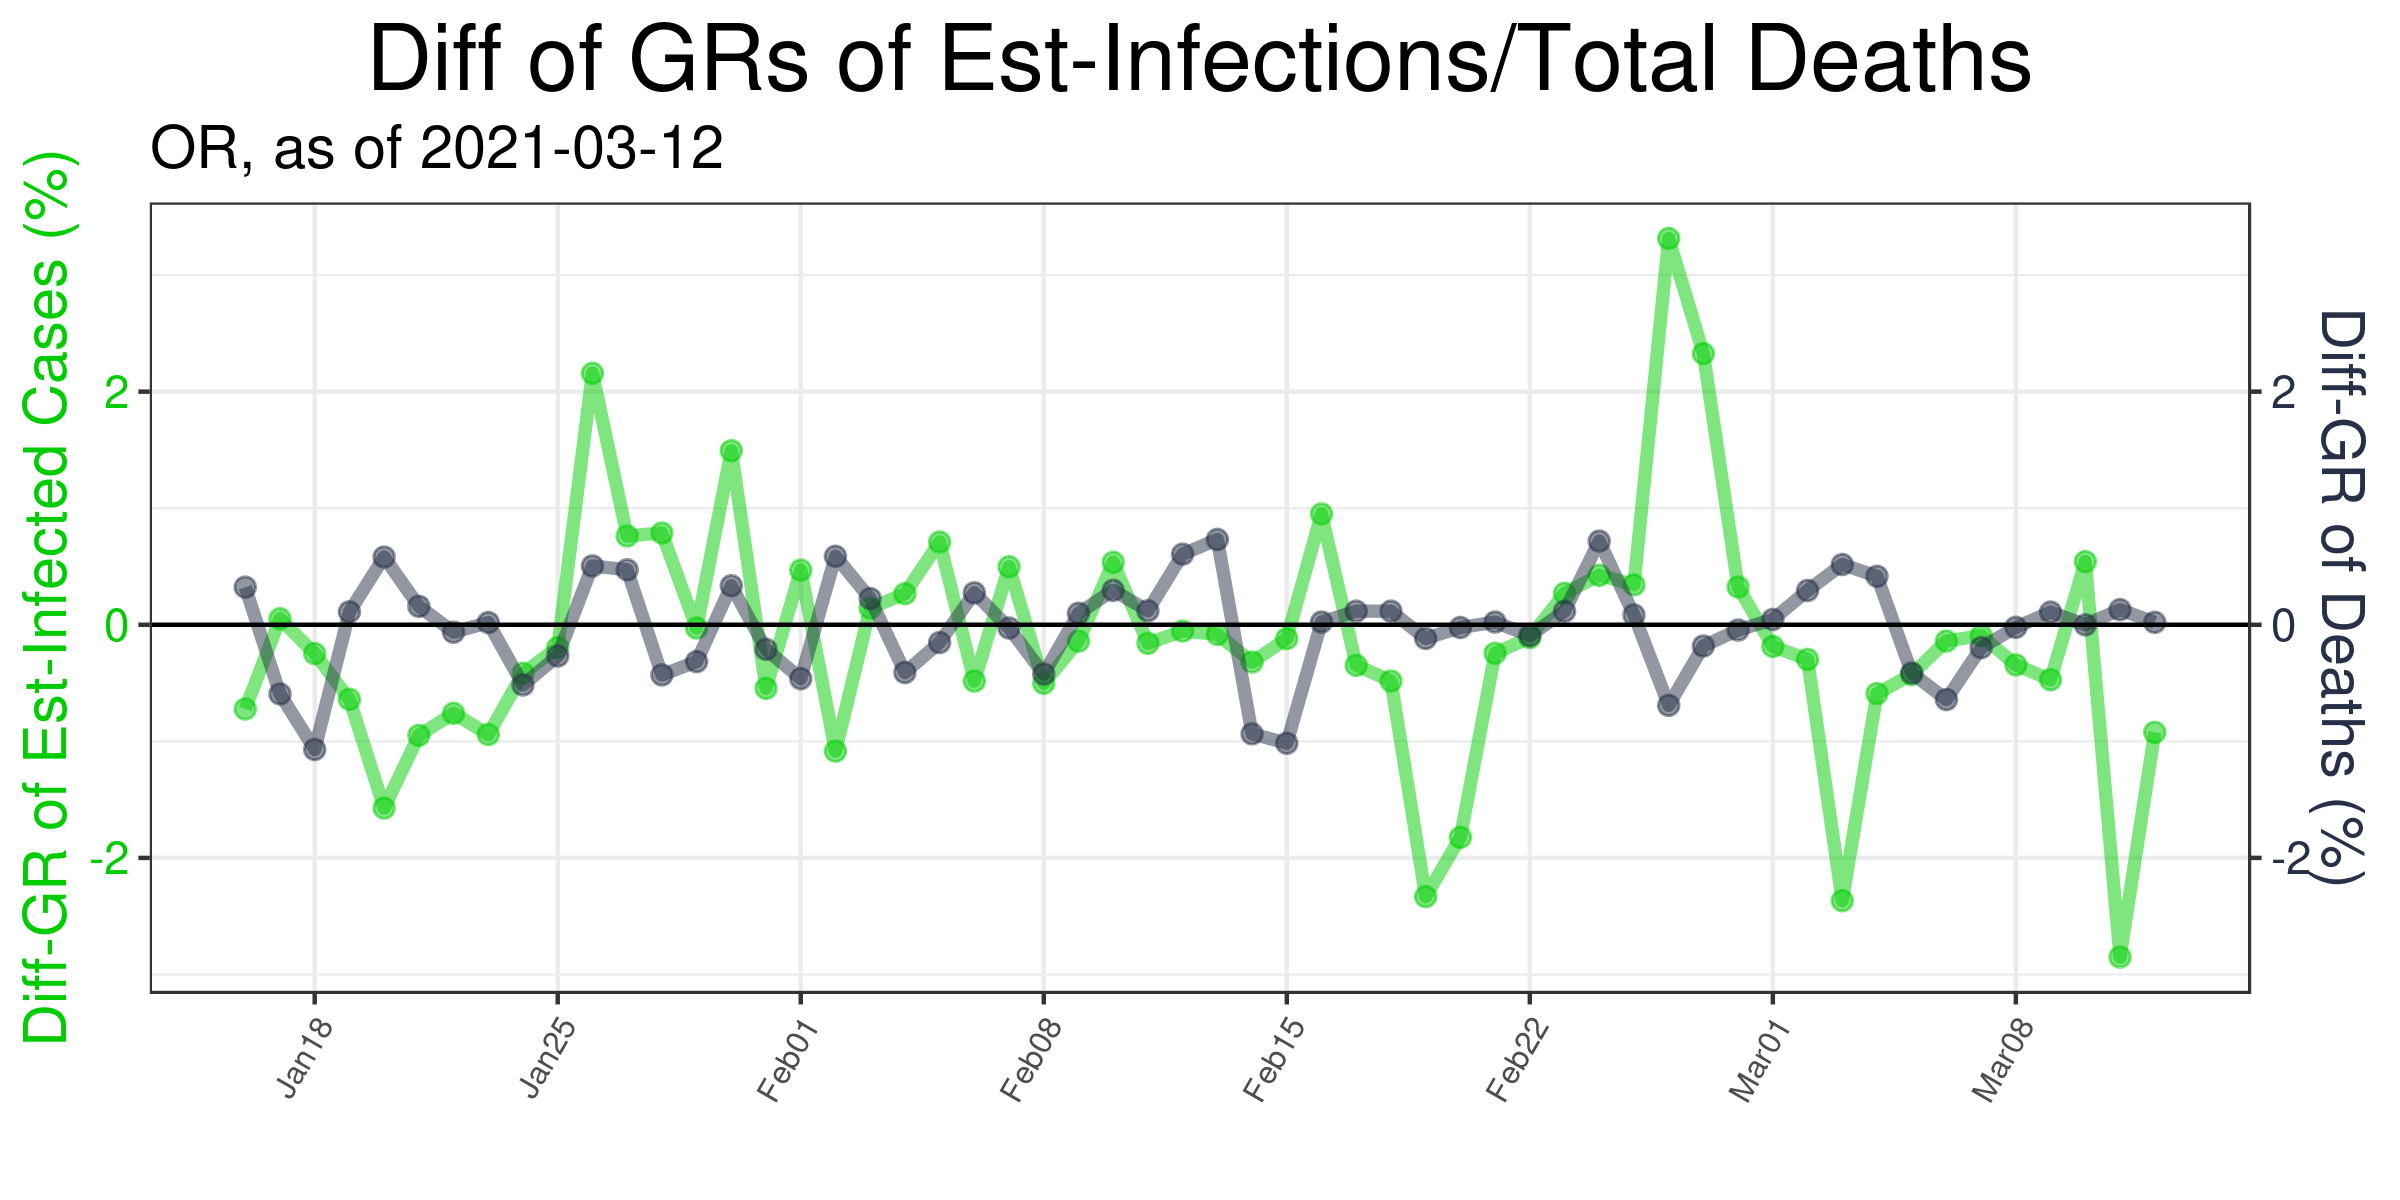 Diff of GRs of Est-Infections/Total Deaths
OR, as of 2021-03-12
Diff-GR of Est-Infected Cases (%)
2
0
-2
2
0
-2
Diff-GR of Deaths (%)
Jan18
Jan25
Feb01
Feb08
Feb15
Feb22
Mar01
Mar08